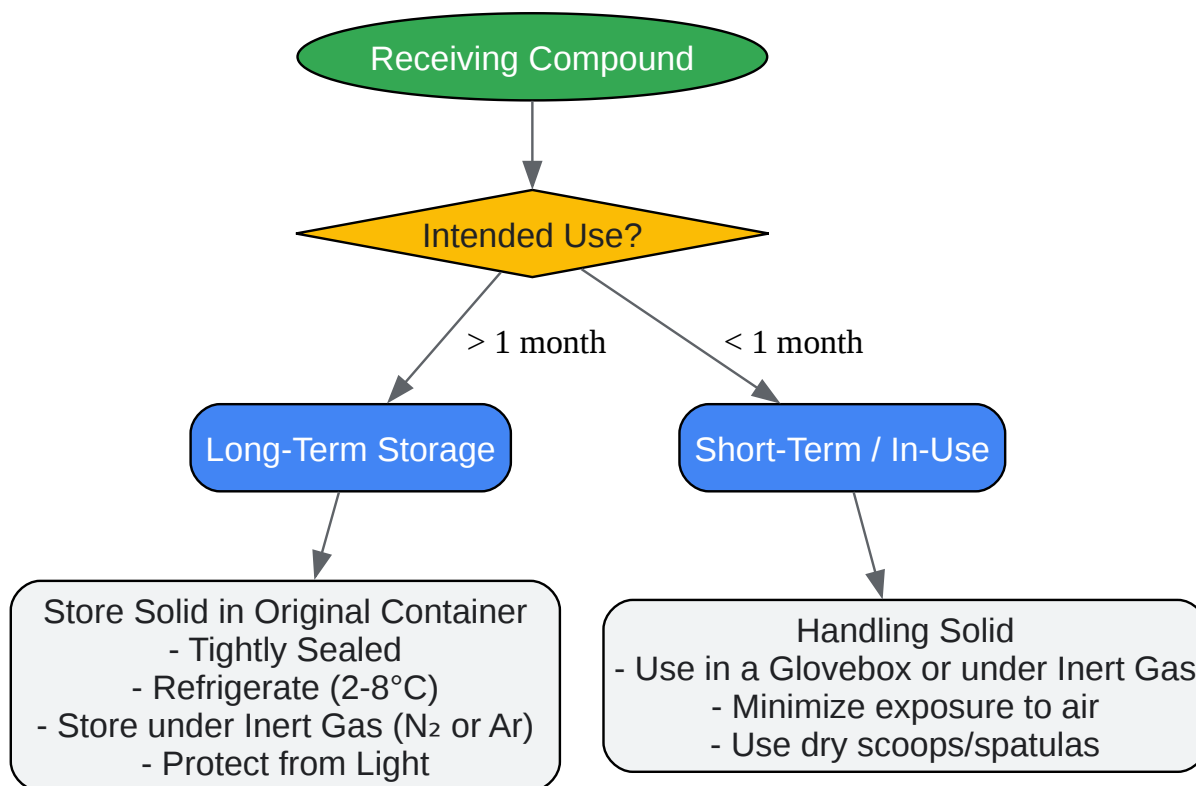 Receiving Compound
Intended Use?
> 1 month
< 1 month
Long-Term Storage
Short-Term / In-Use
Store Solid in Original Container
- Tightly Sealed
- Refrigerate (2-8°C)
- Store under Inert Gas (N₂ or Ar)
- Protect from Light
Handling Solid
- Use in a Glovebox or under Inert Gas
- Minimize exposure to air
- Use dry scoops/spatulas